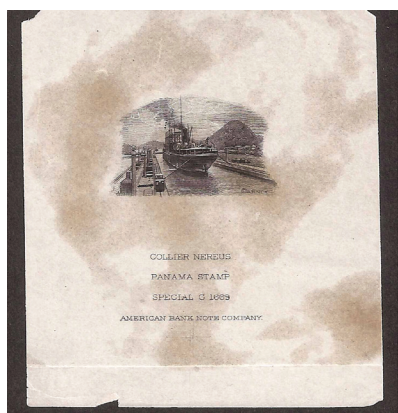 COLLIER NEREUS
PANAMA STAMP
SPECIAL C 1669
AMERICAN BANK NOTE COMPANY.